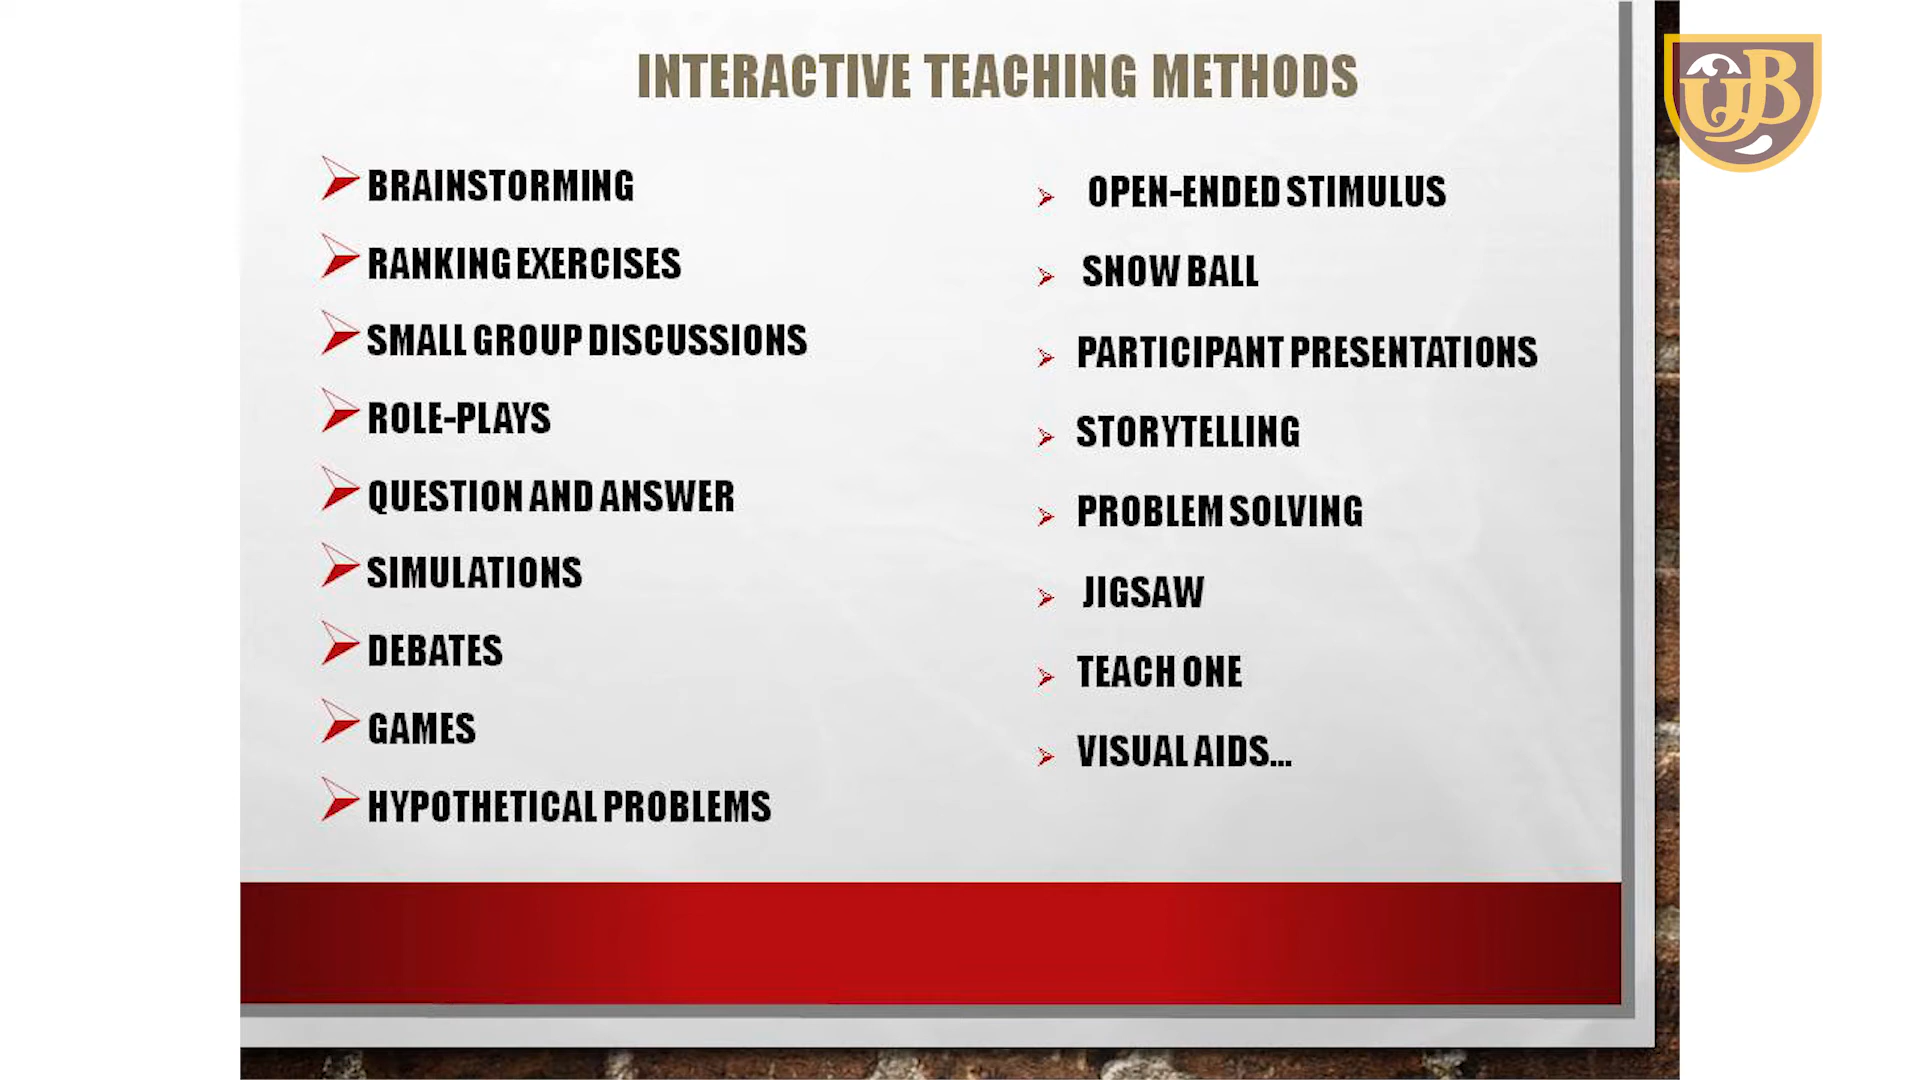 INTERACTIVE TEACHING METHODS
BRAINSTORMING
RANKING EXERCISES
SMALL GROUP DISCUSSIONS
ROLE-PLAYS
QUESTION AND ANSWER
SIMULATIONS
DEBATES
GAMES
HYPOTHETICAL PROBLEMS
OPEN-ENDED STIMULUS
SNOW BALL
PARTICIPANT PRESENTATIONS
STORYTELLING
PROBLEM SOLVING
JIGSAW
TEACH ONE
VISUAL AIDS...
UJB